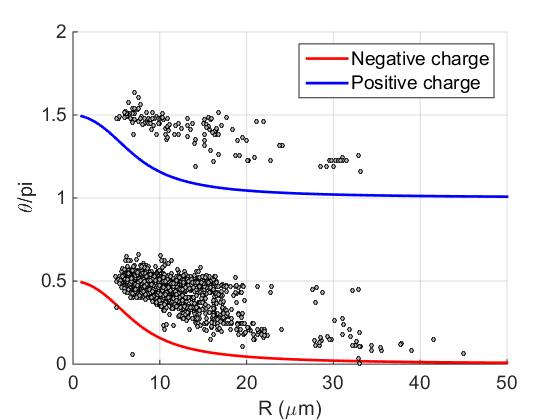 2
1.5
1
0.5
0
θ/pi
Negative charge
Positive charge
0 10 20 30 40 50
R (μm)